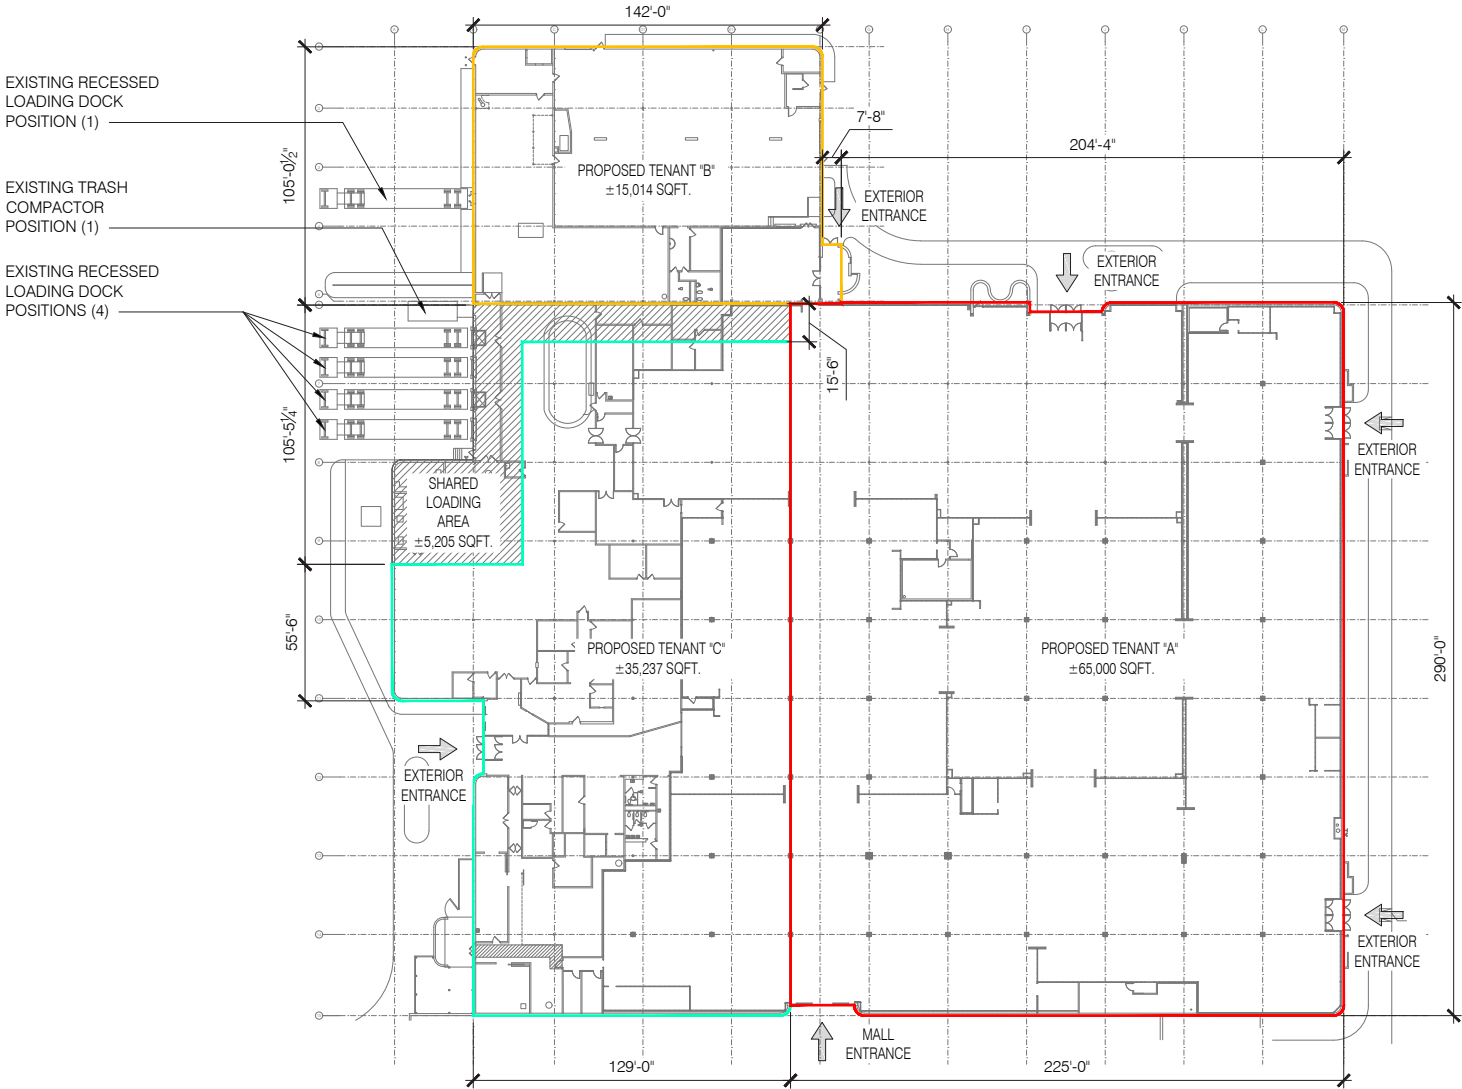 142'-0"
EXISTING RECESSED
LOADING DOCK
POSITION (1)
7'-8"
204'-4"
105'-0½"
PROPOSED TENANT "B"
±15,014 SQFT.
EXISTING TRASH
COMPACTOR
POSITION (1)
EXTERIOR
ENTRANCE
EXISTING RECESSED
LOADING DOCK
POSITIONS (4)
EXTERIOR
ENTRANCE
15'-6"
105'-5¼"
EXTERIOR
ENTRANCE
SHARED
LOADING
AREA
±5,205 SQFT.
55'-6"
PROPOSED TENANT "C"
±35,237 SQFT.
PROPOSED TENANT "A"
±65,000 SQFT.
290'-0"
EXTERIOR
ENTRANCE
EXTERIOR
ENTRANCE
MALL
ENTRANCE
129'-0"
225'-0"